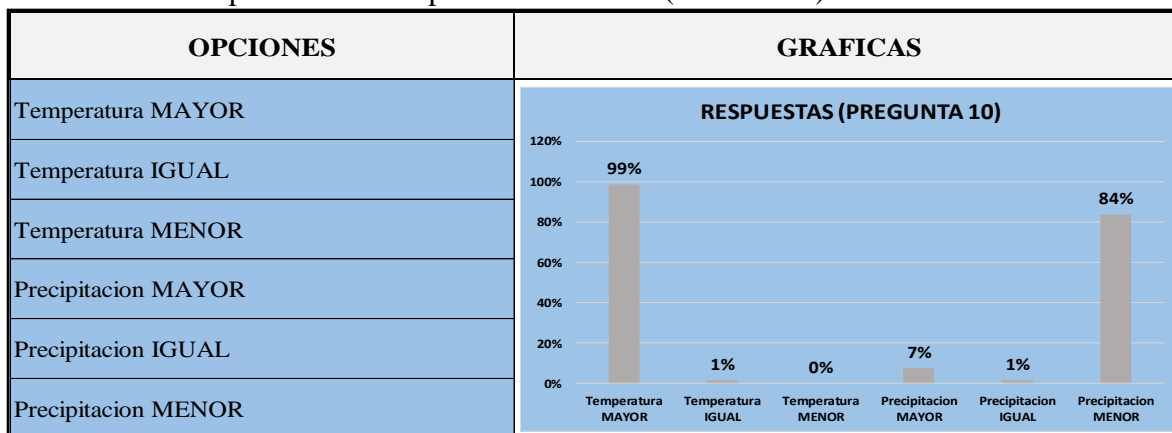 OPCIONES
GRAFICAS
Temperatura MAYOR
Temperatura IGUAL
Temperatura MENOR
Precipitacion MAYOR
Precipitacion IGUAL
Precipitacion MENOR
RESPUESTAS (PREGUNTA 10)
120%
100%
80%
60%
40%
20%
0%
99%
1%
0%
7%
1%
84%
Temperatura
MAYOR
Temperatura
IGUAL
Temperatura
MENOR
Precipitacion
MAYOR
Precipitacion
IGUAL
Precipitacion
MENOR